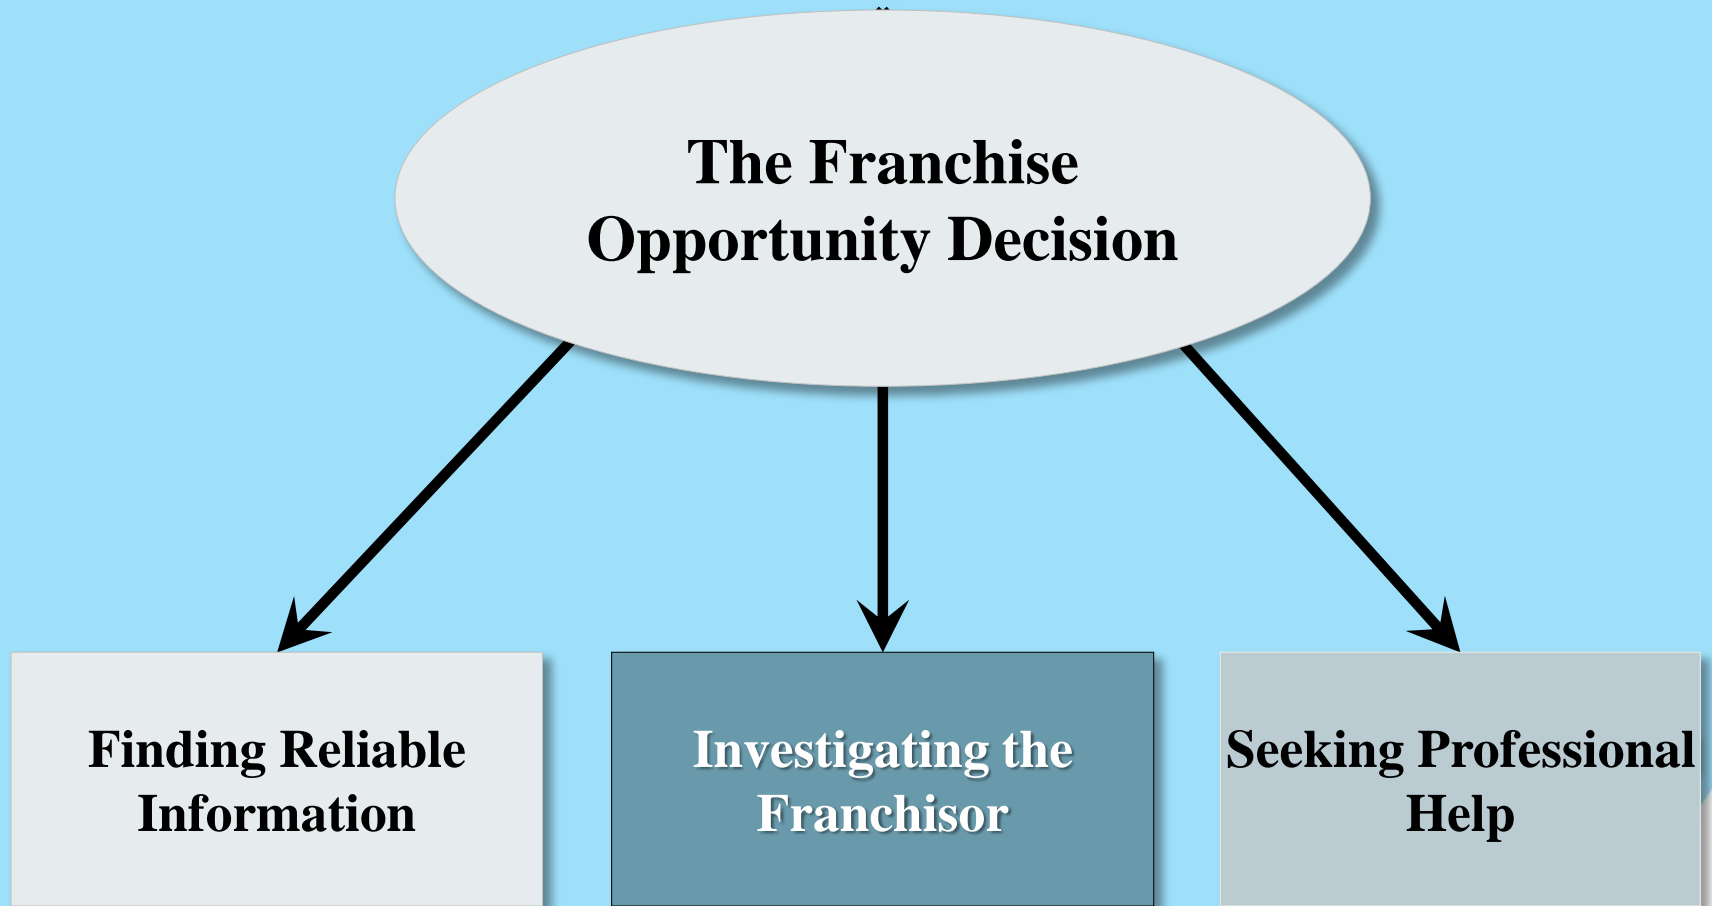 The Franchise
Opportunity Decision
Finding Reliable
Information
Investigating the
Franchisor
Seeking Professional
Help